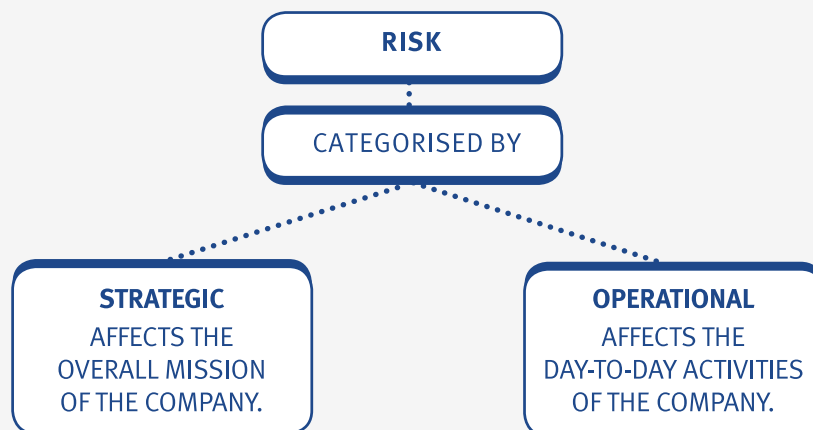 RISK
CATEGORISED BY
STRATEGIC
AFFECTS THE
OVERALL MISSION
OF THE COMPANY.
OPERATIONAL
AFFECTS THE
DAY-TO-DAY ACTIVITIES
OF THE COMPANY.